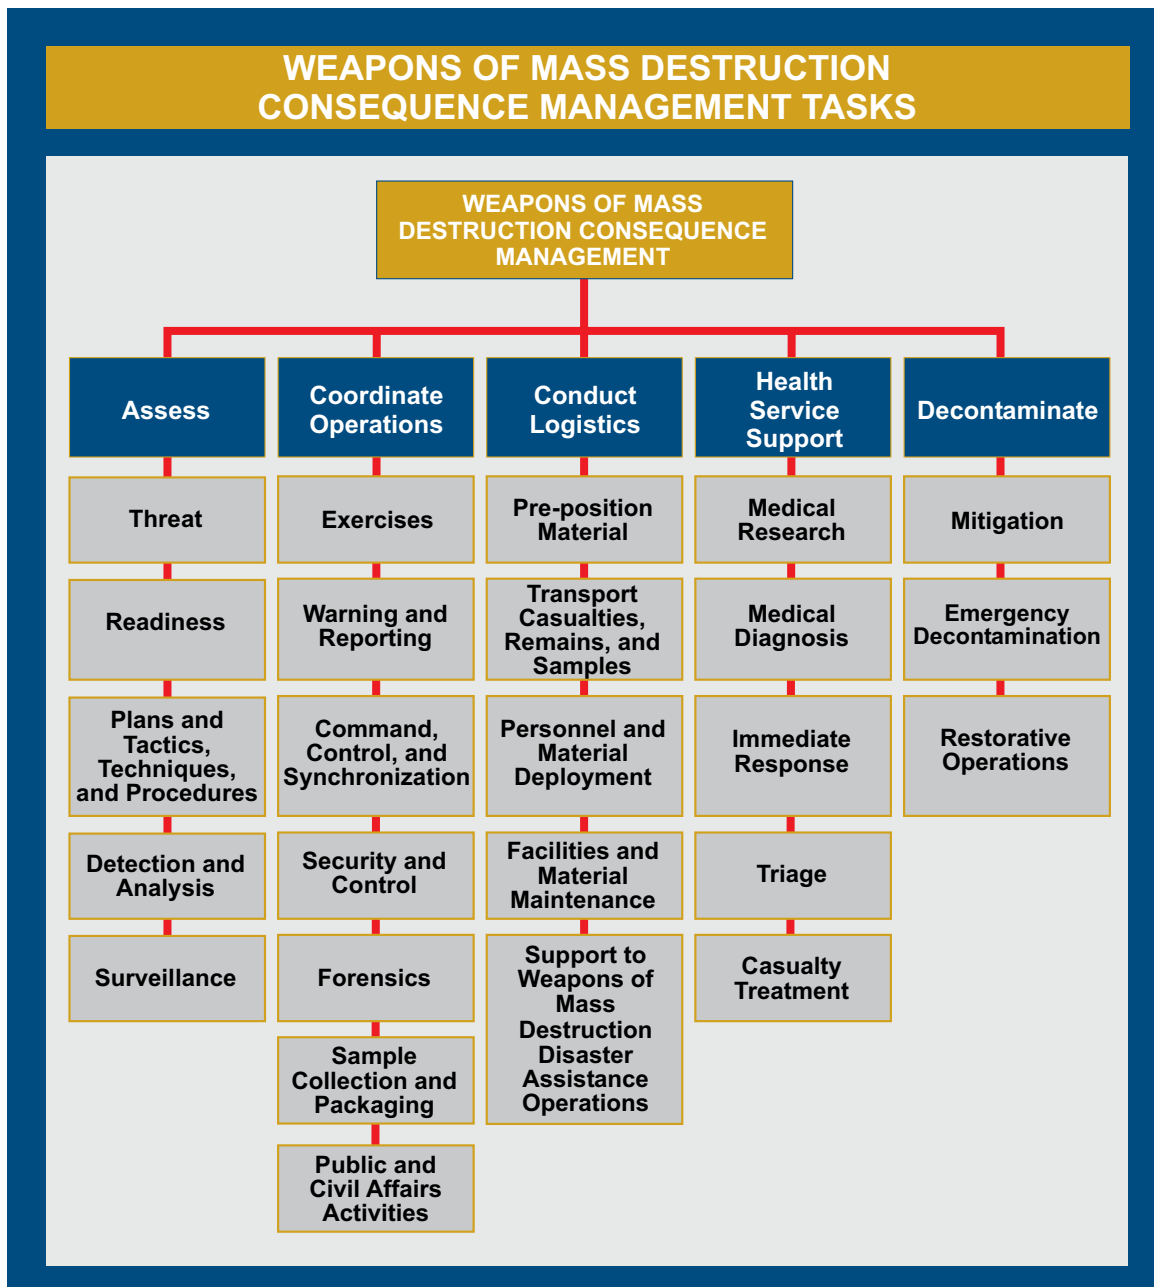 WEAPONS OF MASS DESTRUCTION
CONSEQUENCE MANAGEMENT TASKS
WEAPONS OF MASS
DESTRUCTION CONSEQUENCE
MANAGEMENT
Assess
Threat
Readiness
Plans and
Tactics,
Techniques,
and Procedures
Detection and
Analysis
Surveillance
Coordinate
Operations
Exercises
Warning and
Reporting
Command,
Control, and
Synchronization
Security and
Control
Forensics
Sample
Collection and
Packaging
Public and
Civil Affairs
Activities
Conduct
Logistics
Pre-position
Material
Transport
Casualties,
Remains, and
Samples
Personnel and
Material
Deployment
Facilities and
Material
Maintenance
Support to
Weapons of
Mass
Destruction
Disaster
Assistance
Operations
Health
Service
Support
Medical
Research
Medical
Diagnosis
Immediate
Response
Triage
Casualty
Treatment
Decontaminate
Mitigation
Emergency
Decontamination
Restorative
Operations